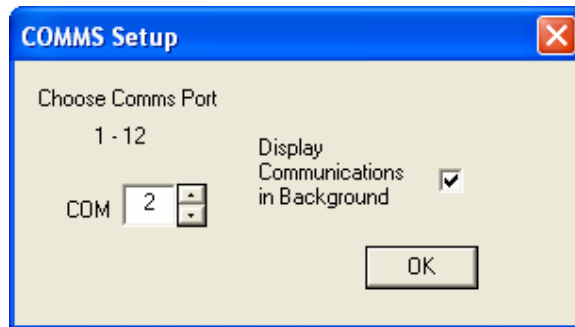 COMMS Setup
Choose Comms Port
1 - 12
COM 2
Display
Communications
in Background
OK